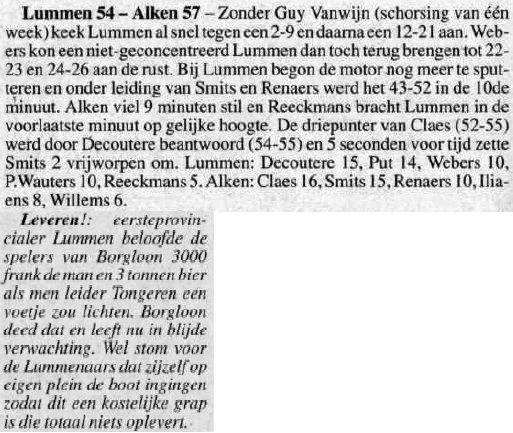 Lummen 54 – Alken 57 – Zonder Guy Vanwijn (schorsing van één
week) keek Lummen al snel tegen een 2-9 en daarna een 12-21 aan. Web-
ers kon een niet-geconcentreerd Lummen dan toch terug brengen tot 22-
23 en 24-26 aan de rust. Bij Lummen begon de motor nog meer te sput-
teren en onder leiding van Smits en Renaers werd het 43-52 in de 10de
minuut. Alken viel 9 minuten stil en Reeckmans bracht Lummen in de
voorlaatste minuut op gelijke hoogte. De driepunter van Claes (52-55)
werd door Decoutere beantwoord (54-55) en 5 seconden voor tijd zette
Smits 2 vrijworpen om. Lummen: Decoutere 15, Put 14, Webers 10,
P.Wauters 10, Reeckmans 5. Alken: Claes 16, Smits 15, Renaers 10, Ilia-
ens 8, Willems 6.
Leveren!: eersteprovin-
cialer Lummen beloofde de
spelers van Borgloon 3000
frank de man en 3 tonnen bier
als men leider Tongeren een
voetje zou lichten. Borgloon
deed dat en leeft nu in blijde
verwachting. Wel stom voor
de Lummenaars dat zijzelf op
eigen plein de boot ingingen
zodat dit een kostelijke grap
is die totaal niets oplevert.